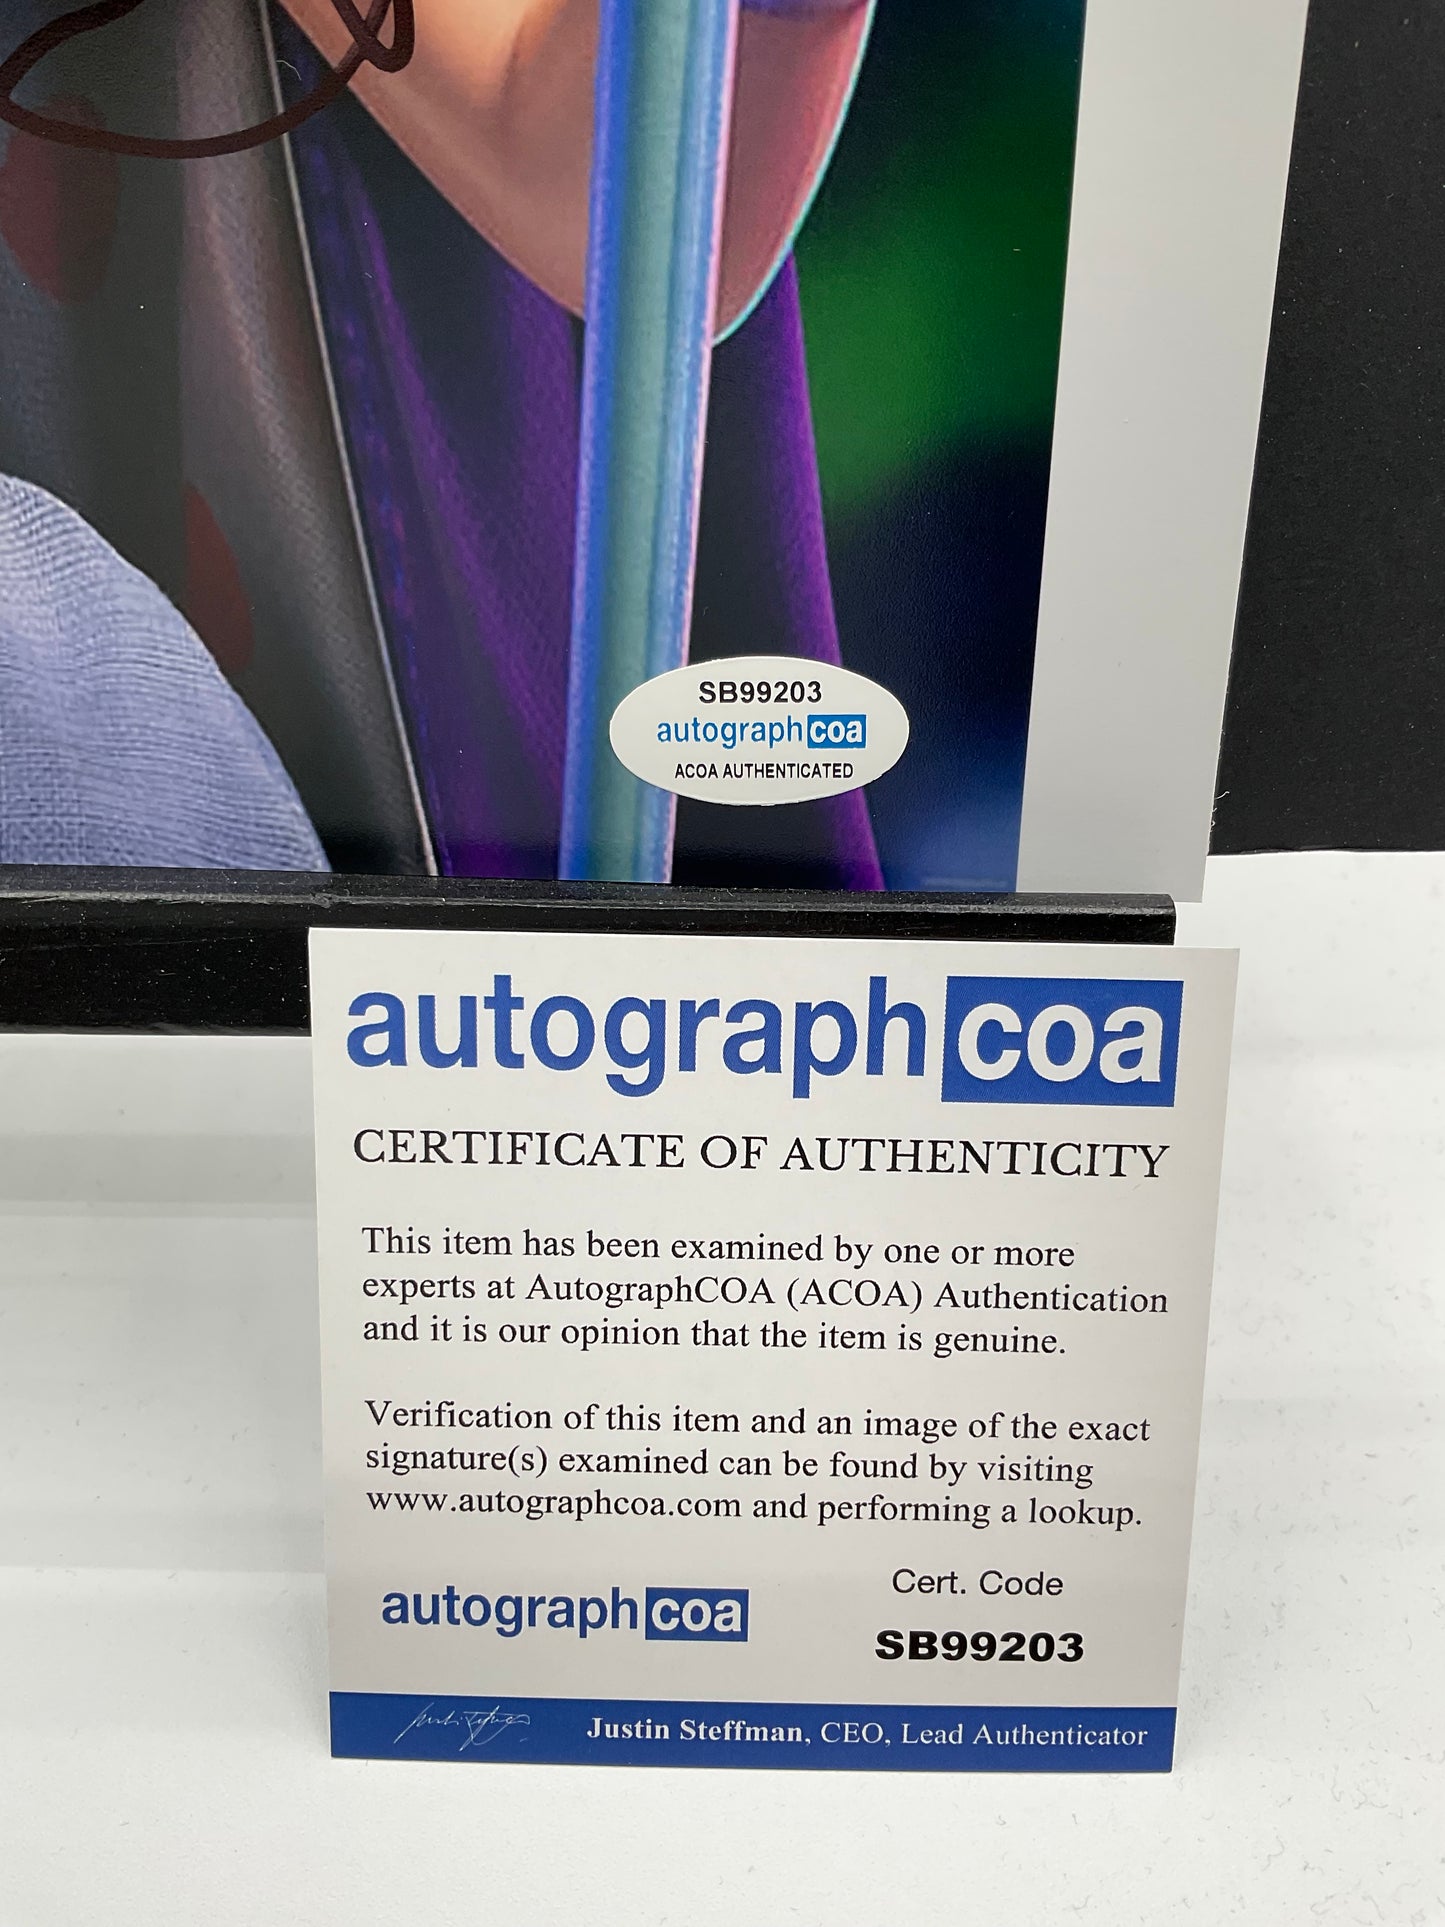 SB99203
autographcoa
ACOA AUTHENTICATED
autographcoa
CERTIFICATE OF AUTHENTICITY
This item has been examined by one or more
experts at AutographCOA (ACOA) Authentication
and it is our opinion that the item is genuine.
Verification of this item and an image of the exact
signature(s) examined can be found by visiting
www.autographcoa.com and performing a lookup.
autographcoa
Cert. Code
SB99203
Justin Steffman, CEO, Lead Authenticator